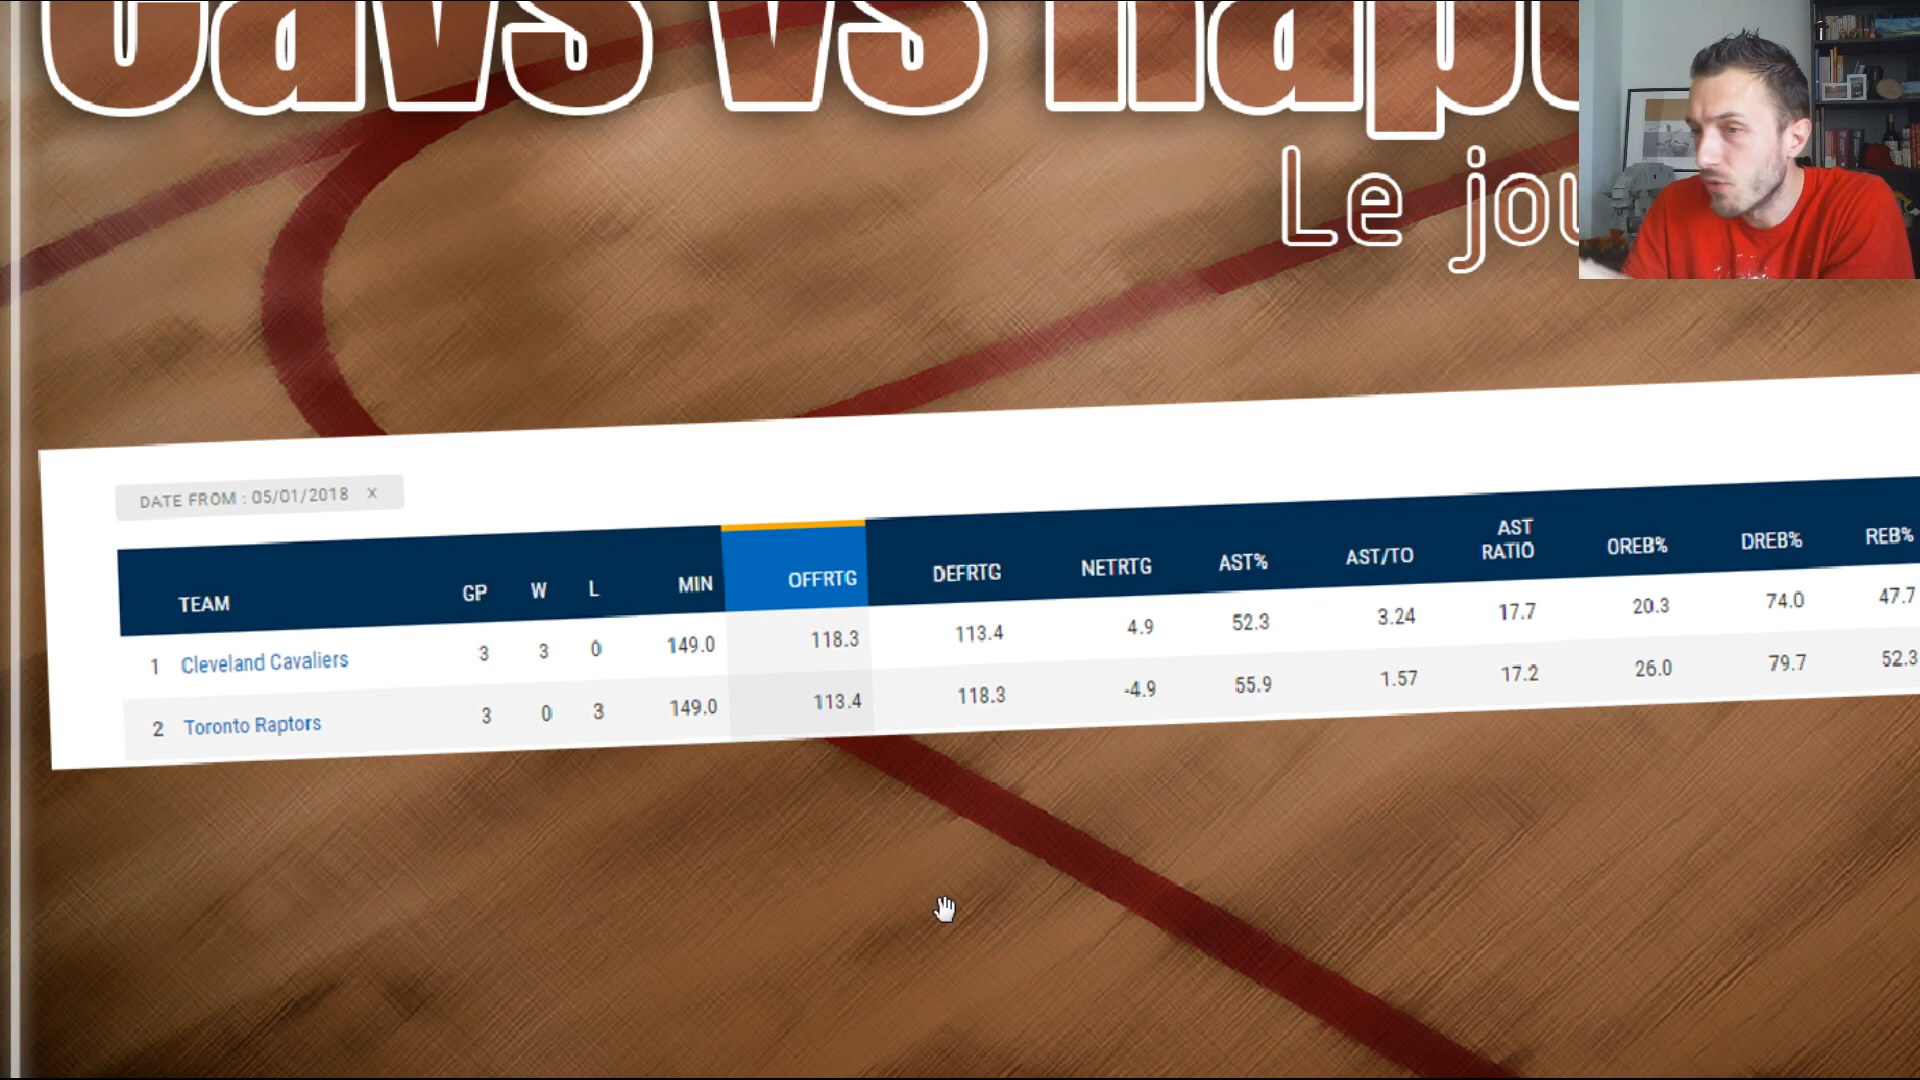 Cavs vs Rapt
Le jou
DATE FROM : 05/01/2018 x
TEAM GP W L MIN OFFRTG DEFRTG NETRTG AST% AST/TO AST RATIO OREB% DREB% REB%
1 Cleveland Cavaliers 3 3 0 149.0 118.3 113.4 4.9 52.3 3.24 17.7 20.3 74.0 47.7
2 Toronto Raptors 3 0 3 149.0 113.4 118.3 -4.9 55.9 1.57 17.2 26.0 79.7 52.3